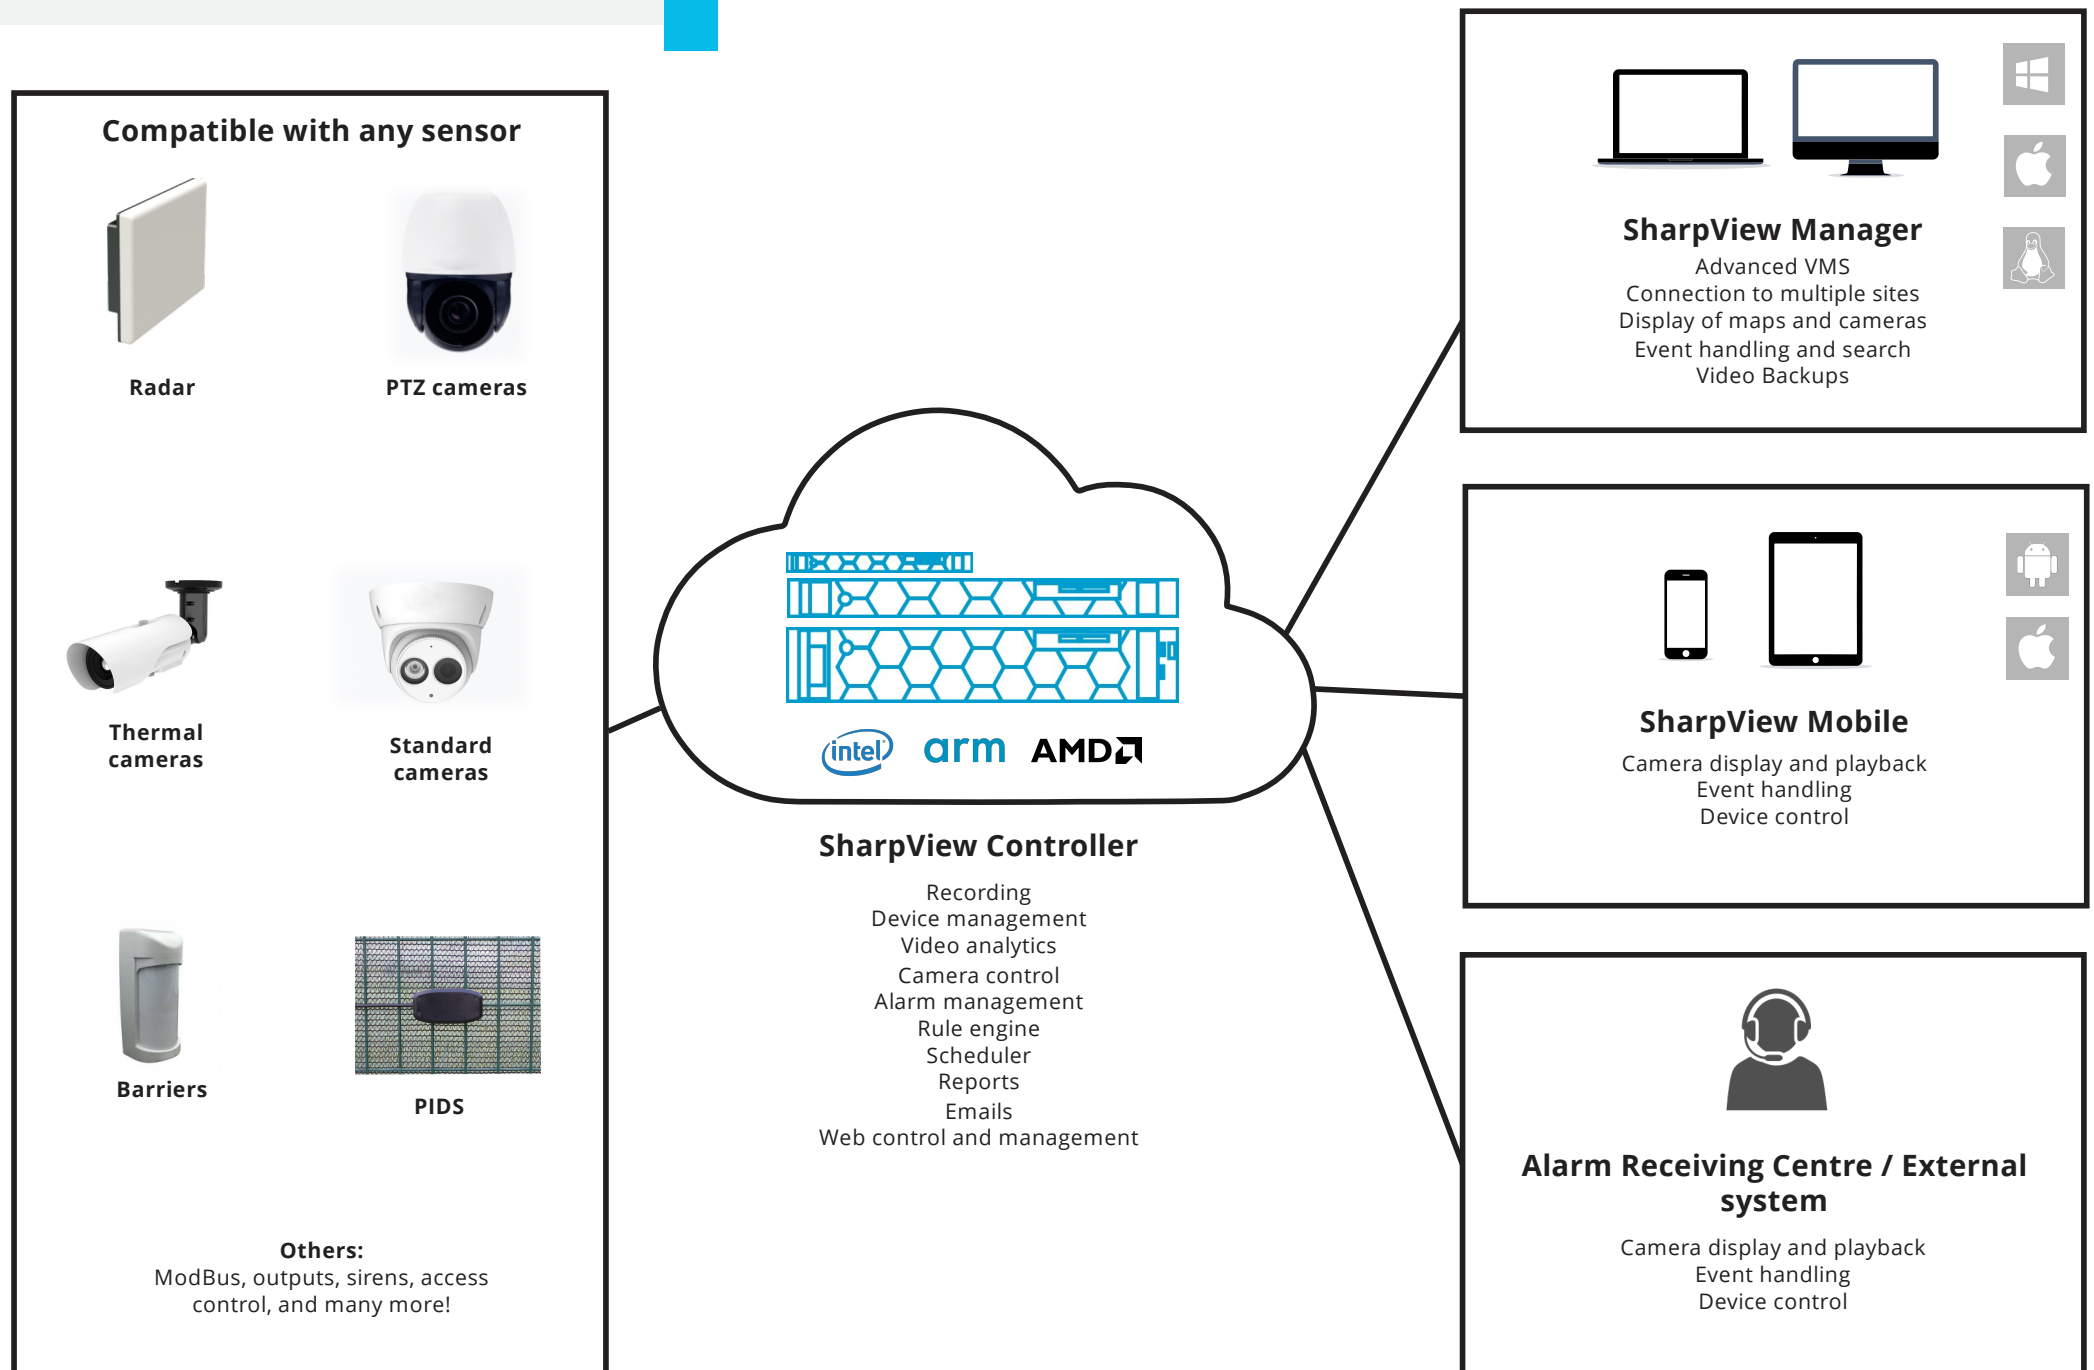 Compatible with any sensor
Radar
PTZ cameras
Thermal
cameras
Standard
cameras
Barriers
PIDS
Others:
ModBus, outputs, sirens, access
control, and many more!
intel
arm
AMD
SharpView Controller
Recording
Device management
Video analytics
Camera control
Alarm management
Rule engine
Scheduler
Reports
Emails
Web control and management
SharpView Manager
Advanced VMS
Connection to multiple sites
Display of maps and cameras
Event handling and search
Video Backups
SharpView Mobile
Camera display and playback
Event handling
Device control
Alarm Receiving Centre / External
system
Camera display and playback
Event handling
Device control